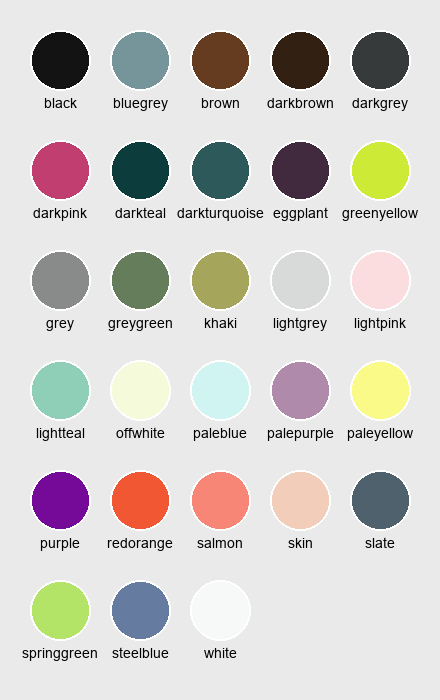 black bluegrey brown darkbrown darkgrey
darkpink darkteal darkturquoise eggplant greenyellow
grey greygreen khaki lightgrey lightpink
lightteal offwhite paleblue palepurple paleyellow
purple redorange salmon skin slate
springgreen steelblue white